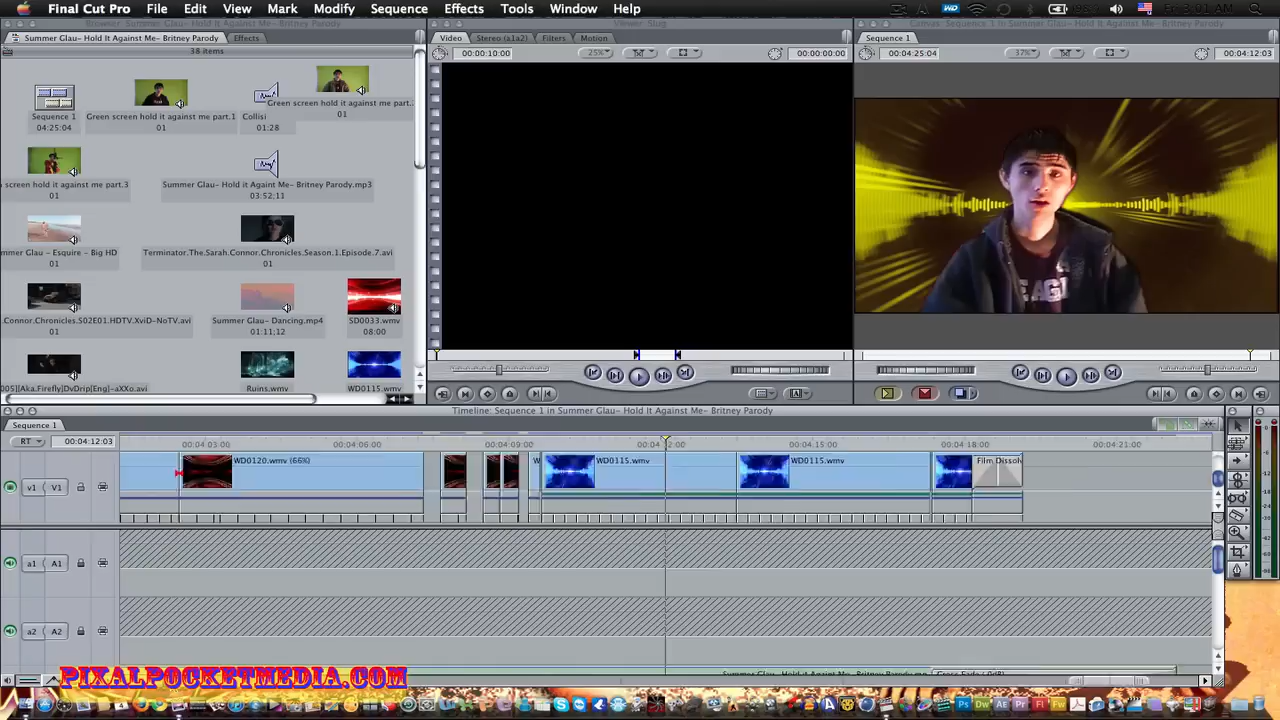 Final Cut Pro File Edit View Mark Modify Sequence Effects Tools Window Help
Fri 3:01 AM
Browser: Summer Glau- Hold It Against Me- Britney Parody
Viewer: Slug
Canvas: Sequence 1 in Summer Glau- Hold It Against Me- Britney Parody
Summer Glau- Hold It Against Me- Britney Parody Effects
38 items
Video Stereo (a1a2) Filters Motion
00:00:10:00 25% 00:00:00:00
Sequence 1
00:04:25:04 37% 00:04:12:03
Sequence 1
04:25:04
Green screen hold it against me part.1
01
Collisi
01:28
Green screen hold it against me part.
01
screen hold it against me part.3
01
Summer Glau- Hold it Againt Me- Britney Parody.mp3
03:52;11
mmer Glau - Esquire - Big HD
01
Terminator.The.Sarah.Connor.Chronicles.Season.1.Episode.7.avi
01
Connor.Chronicles.S02E01.HDTV.XviD-NoTV.avi
01
Summer Glau- Dancing.mp4
01:11;12
SD0033.wmv
08:00
005][Aka.Firefly]DvDrip[Eng]-aXXo.avi
Ruins.wmv
WD0115.wmv
EAGL
Timeline: Sequence 1 in Summer Glau- Hold It Against Me- Britney Parody
Sequence 1
RT 00:04:12:03
00:04:03:00 00:04:06:00 00:04:09:00 00:04:12:00 00:04:15:00 00:04:18:00 00:04:21:00
v1 V1
WD0120.wmv (66%)
W
WD0115.wmv
WD0115.wmv
Film Dissolv
a1 A1
a2 A2
Summer Glau- Hold It Againt Me- Britney Parody
Cross Fade ( 0dB)
PIXALPOCKETMEDIA.COM